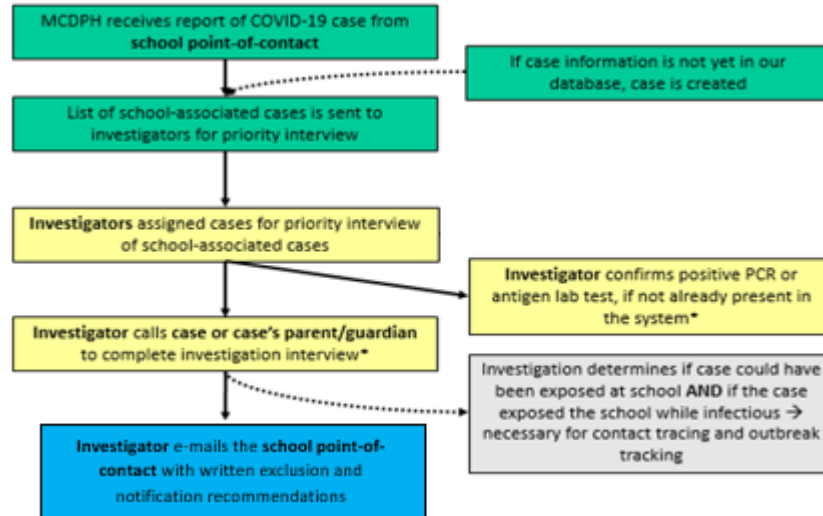 MCDPH receives report of COVID-19 case from
school point-of-contact
If case information is not yet in our
database, case is created
List of school-associated cases is sent to
investigators for priority interview
Investigators assigned cases for priority interview
of school-associated cases
Investigator confirms positive PCR or
antigen lab test, if not already present in
the system*
Investigator calls case or case's parent/guardian
to complete investigation interview*
Investigation determines if case could have
been exposed at school AND if the case
exposed the school while infectious →
necessary for contact tracing and outbreak
tracking
Investigator e-mails the school point-of-
contact with written exclusion and
notification recommendations